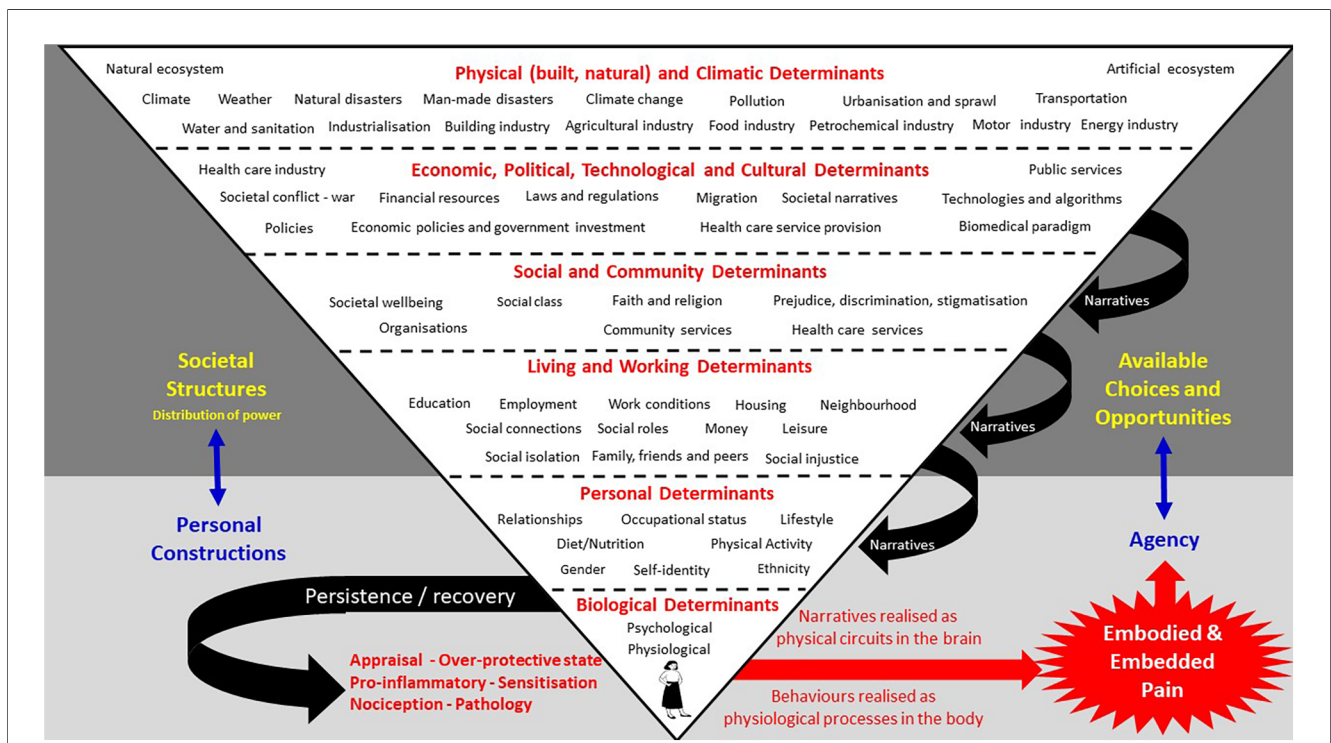 Natural ecosystem
Physical (built, natural) and Climatic Determinants
Artificial ecosystem
Climate Weather Natural disasters Man-made disasters Climate change Pollution Urbanisation and sprawl Transportation
Water and sanitation Industrialisation Building industry Agricultural industry Food industry Petrochemical industry Motor industry Energy industry
Health care industry
Economic, Political, Technological and Cultural Determinants
Public services
Societal conflict - war Financial resources Laws and regulations Migration Societal narratives Technologies and algorithms
Policies Economic policies and government investment Health care service provision Biomedical paradigm
Social and Community Determinants
Societal wellbeing Social class Faith and religion Prejudice, discrimination, stigmatisation
Organisations Community services Health care services
Narratives
Living and Working Determinants
Education Employment Work conditions Housing Neighbourhood
Social connections Social roles Money Leisure
Social isolation Family, friends and peers Social injustice
Narratives
Societal
Structures
Distribution of power
Available
Choices and
Opportunities
Personal Determinants
Relationships Occupational status Lifestyle
Diet/Nutrition Physical Activity
Gender Self-identity Ethnicity
Narratives
Personal
Constructions
Agency
Persistence / recovery
Biological Determinants
Psychological
Physiological
Appraisal - Over-protective state
Pro-inflammatory - Sensitisation
Nociception - Pathology
Narratives realised as
physical circuits in the brain
Behaviours realised as
physiological processes in the body
Embodied &
Embedded
Pain